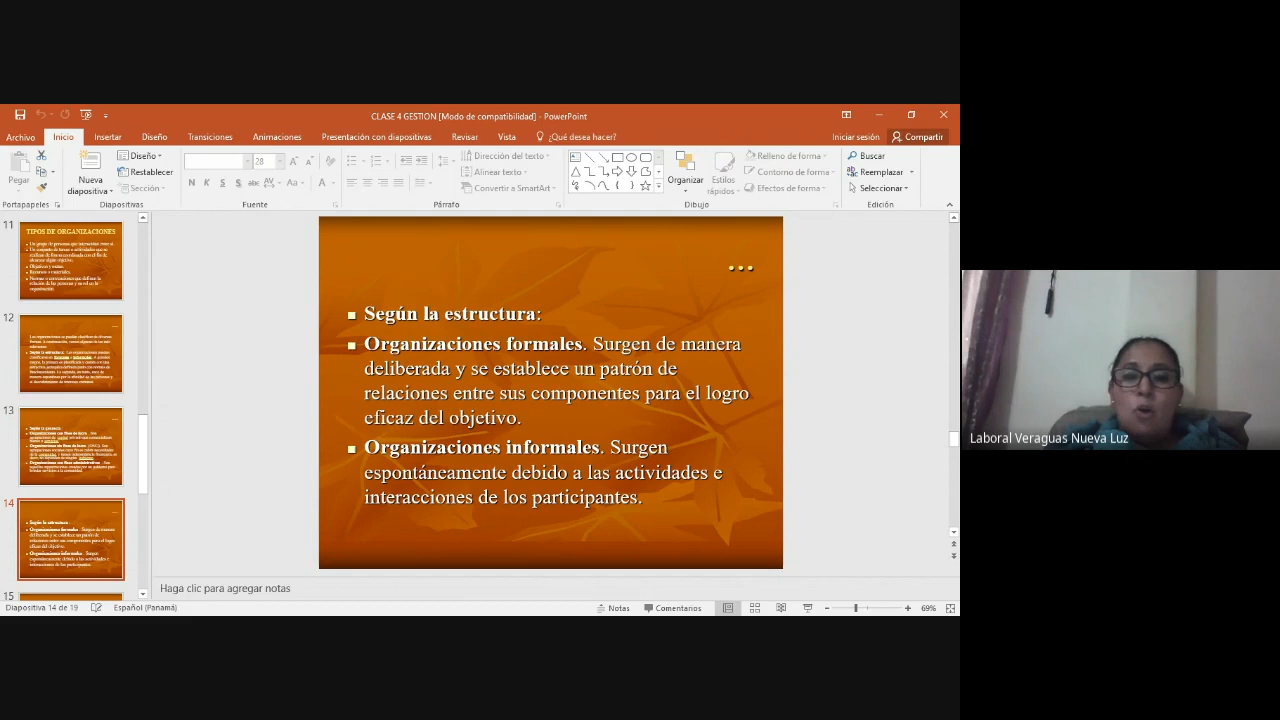 CLASE 4 GESTION [Modo de compatibilidad] - PowerPoint
Archivo Inicio Insertar Diseño Transiciones Animaciones Presentación con diapositivas Revisar Vista ¿Qué desea hacer? Iniciar sesión Compartir
Pegar
Nueva
diapositiva
Diseño
Restablecer
Sección
28
N K S S abc AV Aa A
Dirección del texto
Alinear texto
Convertir a SmartArt
Organizar
Estilos
rápidos
Relleno de forma
Contorno de forma
Efectos de forma
Buscar
Reemplazar
Seleccionar
Portapapeles Diapositivas Fuente Párrafo Dibujo Edición
11
TIPOS DE ORGANIZACIONES
12
13
14
15
...
Según la estructura:
Organizaciones formales. Surgen de manera
deliberada y se establece un patrón de
relaciones entre sus componentes para el logro
eficaz del objetivo.
Organizaciones informales. Surgen
espontáneamente debido a las actividades e
interacciones de los participantes.
Haga clic para agregar notas
Diapositiva 14 de 19 Español (Panamá) Notas Comentarios 69%
Laboral Veraguas Nueva Luz